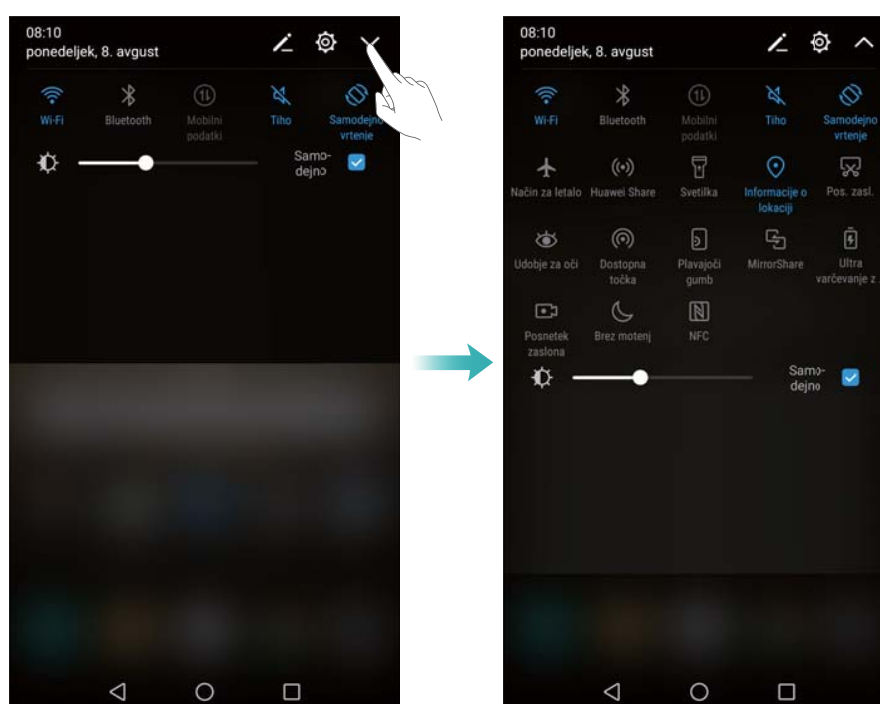 08:10
ponedeljek, 8. avgust
Wi-Fi Bluetooth Mobilni podatki Tiho Samodejno vrtenje
Samo-
dejno
08:10
ponedeljek, 8. avgust
Wi-Fi Bluetooth Mobilni podatki Tiho Samodejno vrtenje
Način za letalo Huawei Share Svetilka Informacije o lokaciji Pos. zasl.
Udobje za oči Dostopna točka Plavajoči gumb MirrorShare Ultra varčevanje z .
Posnetek zaslona Brez motenj NFC
Samo-
dejno